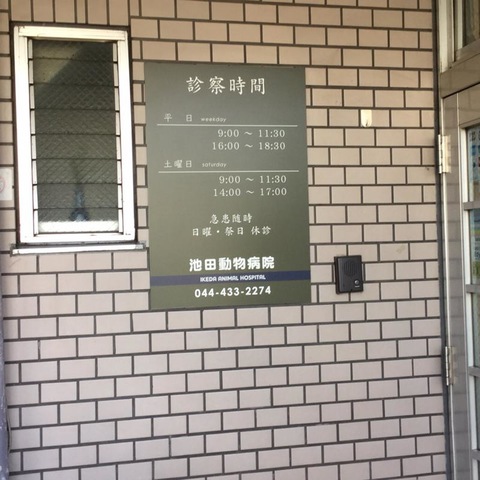 診察時間
平 日 weekday
9:00 ～ 11:30
16:00 ～ 18:30
土曜日 saturday
9:00 ～ 11:30
14:00 ～ 17:00
急患随時
日曜・祭日 休診
池田動物病院
IKEDA ANIMAL HOSPITAL
044-433-2274